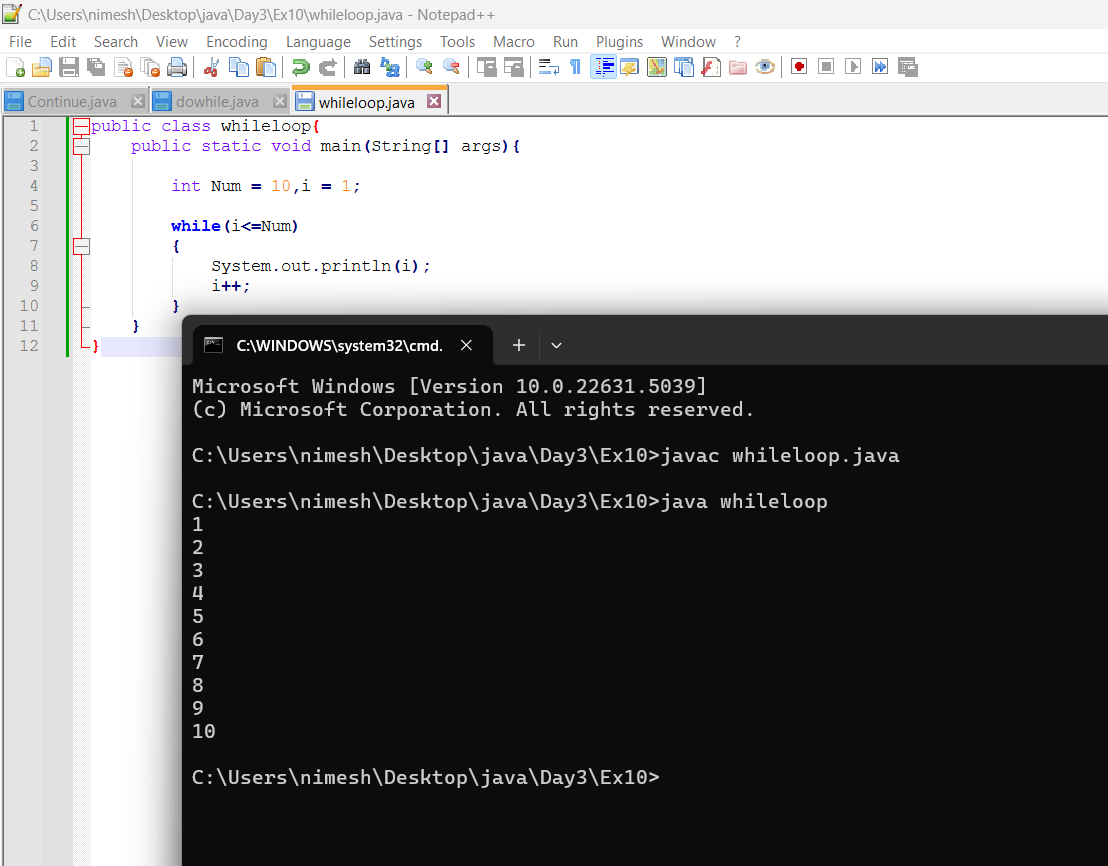 C:\Users\nimesh\Desktop\java\Day3\Ex10\whileloop.java - Notepad++
File Edit Search View Encoding Language Settings Tools Macro Run Plugins Window ?
Continue.java dowhile.java whileloop.java
1 public class whileloop{
2 public static void main(String[] args){
3
4 int Num = 10,i = 1;
5
6 while(i<=Num)
7 {
8 System.out.println(i);
9 i++;
10 }
11 }
12 }
C:\WINDOWS\system32\cmd.
Microsoft Windows [Version 10.0.22631.5039]
(c) Microsoft Corporation. All rights reserved.
C:\Users\nimesh\Desktop\java\Day3\Ex10>javac whileloop.java
C:\Users\nimesh\Desktop\java\Day3\Ex10>java whileloop
1
2
3
4
5
6
7
8
9
10
C:\Users\nimesh\Desktop\java\Day3\Ex10>